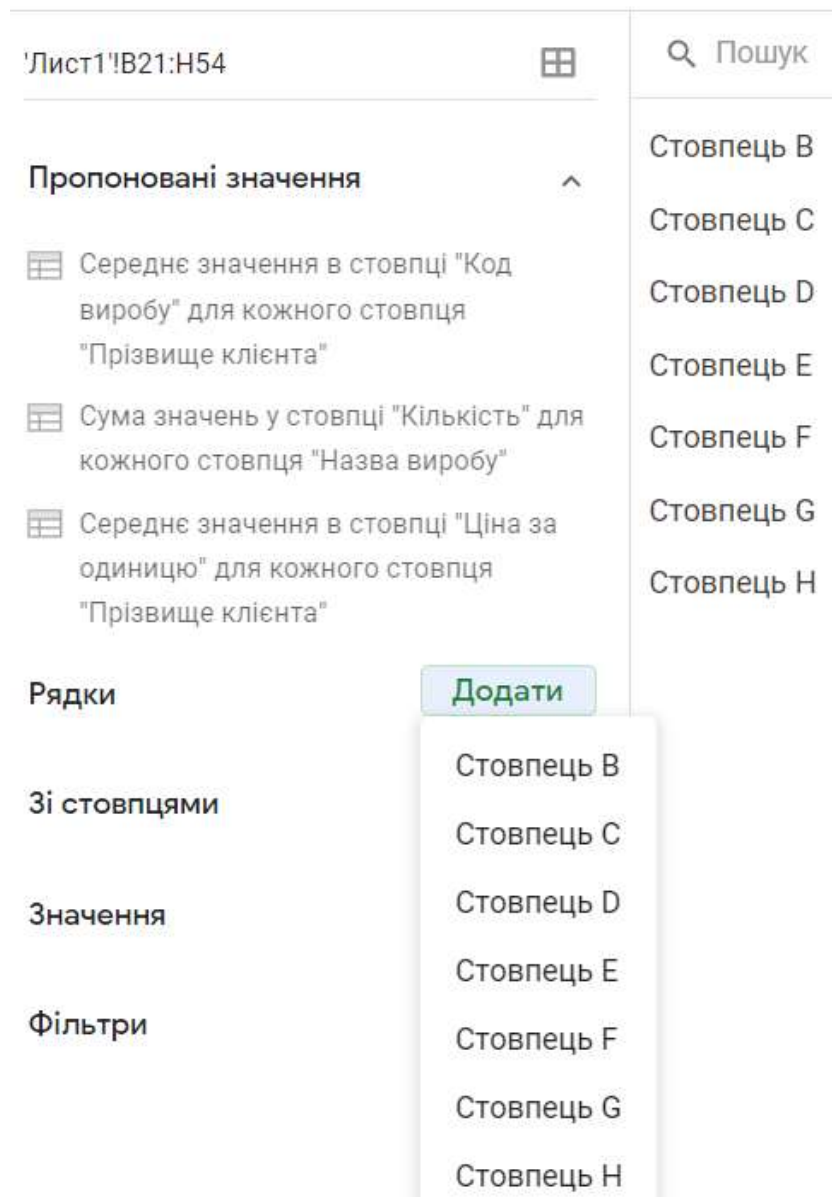 'Лист1'!B21:H54
Пропоновані значення
Середнє значення в стовпці "Код
виробу" для кожного стовпця
"Прізвище клієнта"
Сума значень у стовпці "Кількість" для
кожного стовпця "Назва виробу"
Середнє значення в стовпці "Ціна за
одиницю" для кожного стовпця
"Прізвище клієнта"
Рядки
Додати
Стовпець B
Стовпець C
Стовпець D
Стовпець E
Стовпець F
Стовпець G
Стовпець H
Зі стовпцями
Значення
Фільтри
Пошук
Стовпець B
Стовпець C
Стовпець D
Стовпець E
Стовпець F
Стовпець G
Стовпець H